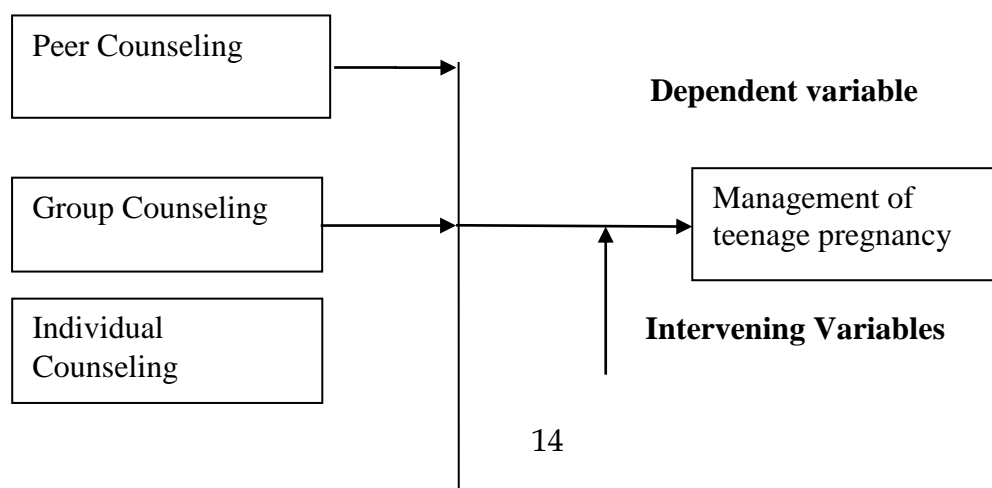 Peer Counseling
Dependent variable
Group Counseling
Management of
teenage pregnancy
Individual
Counseling
Intervening Variables
14